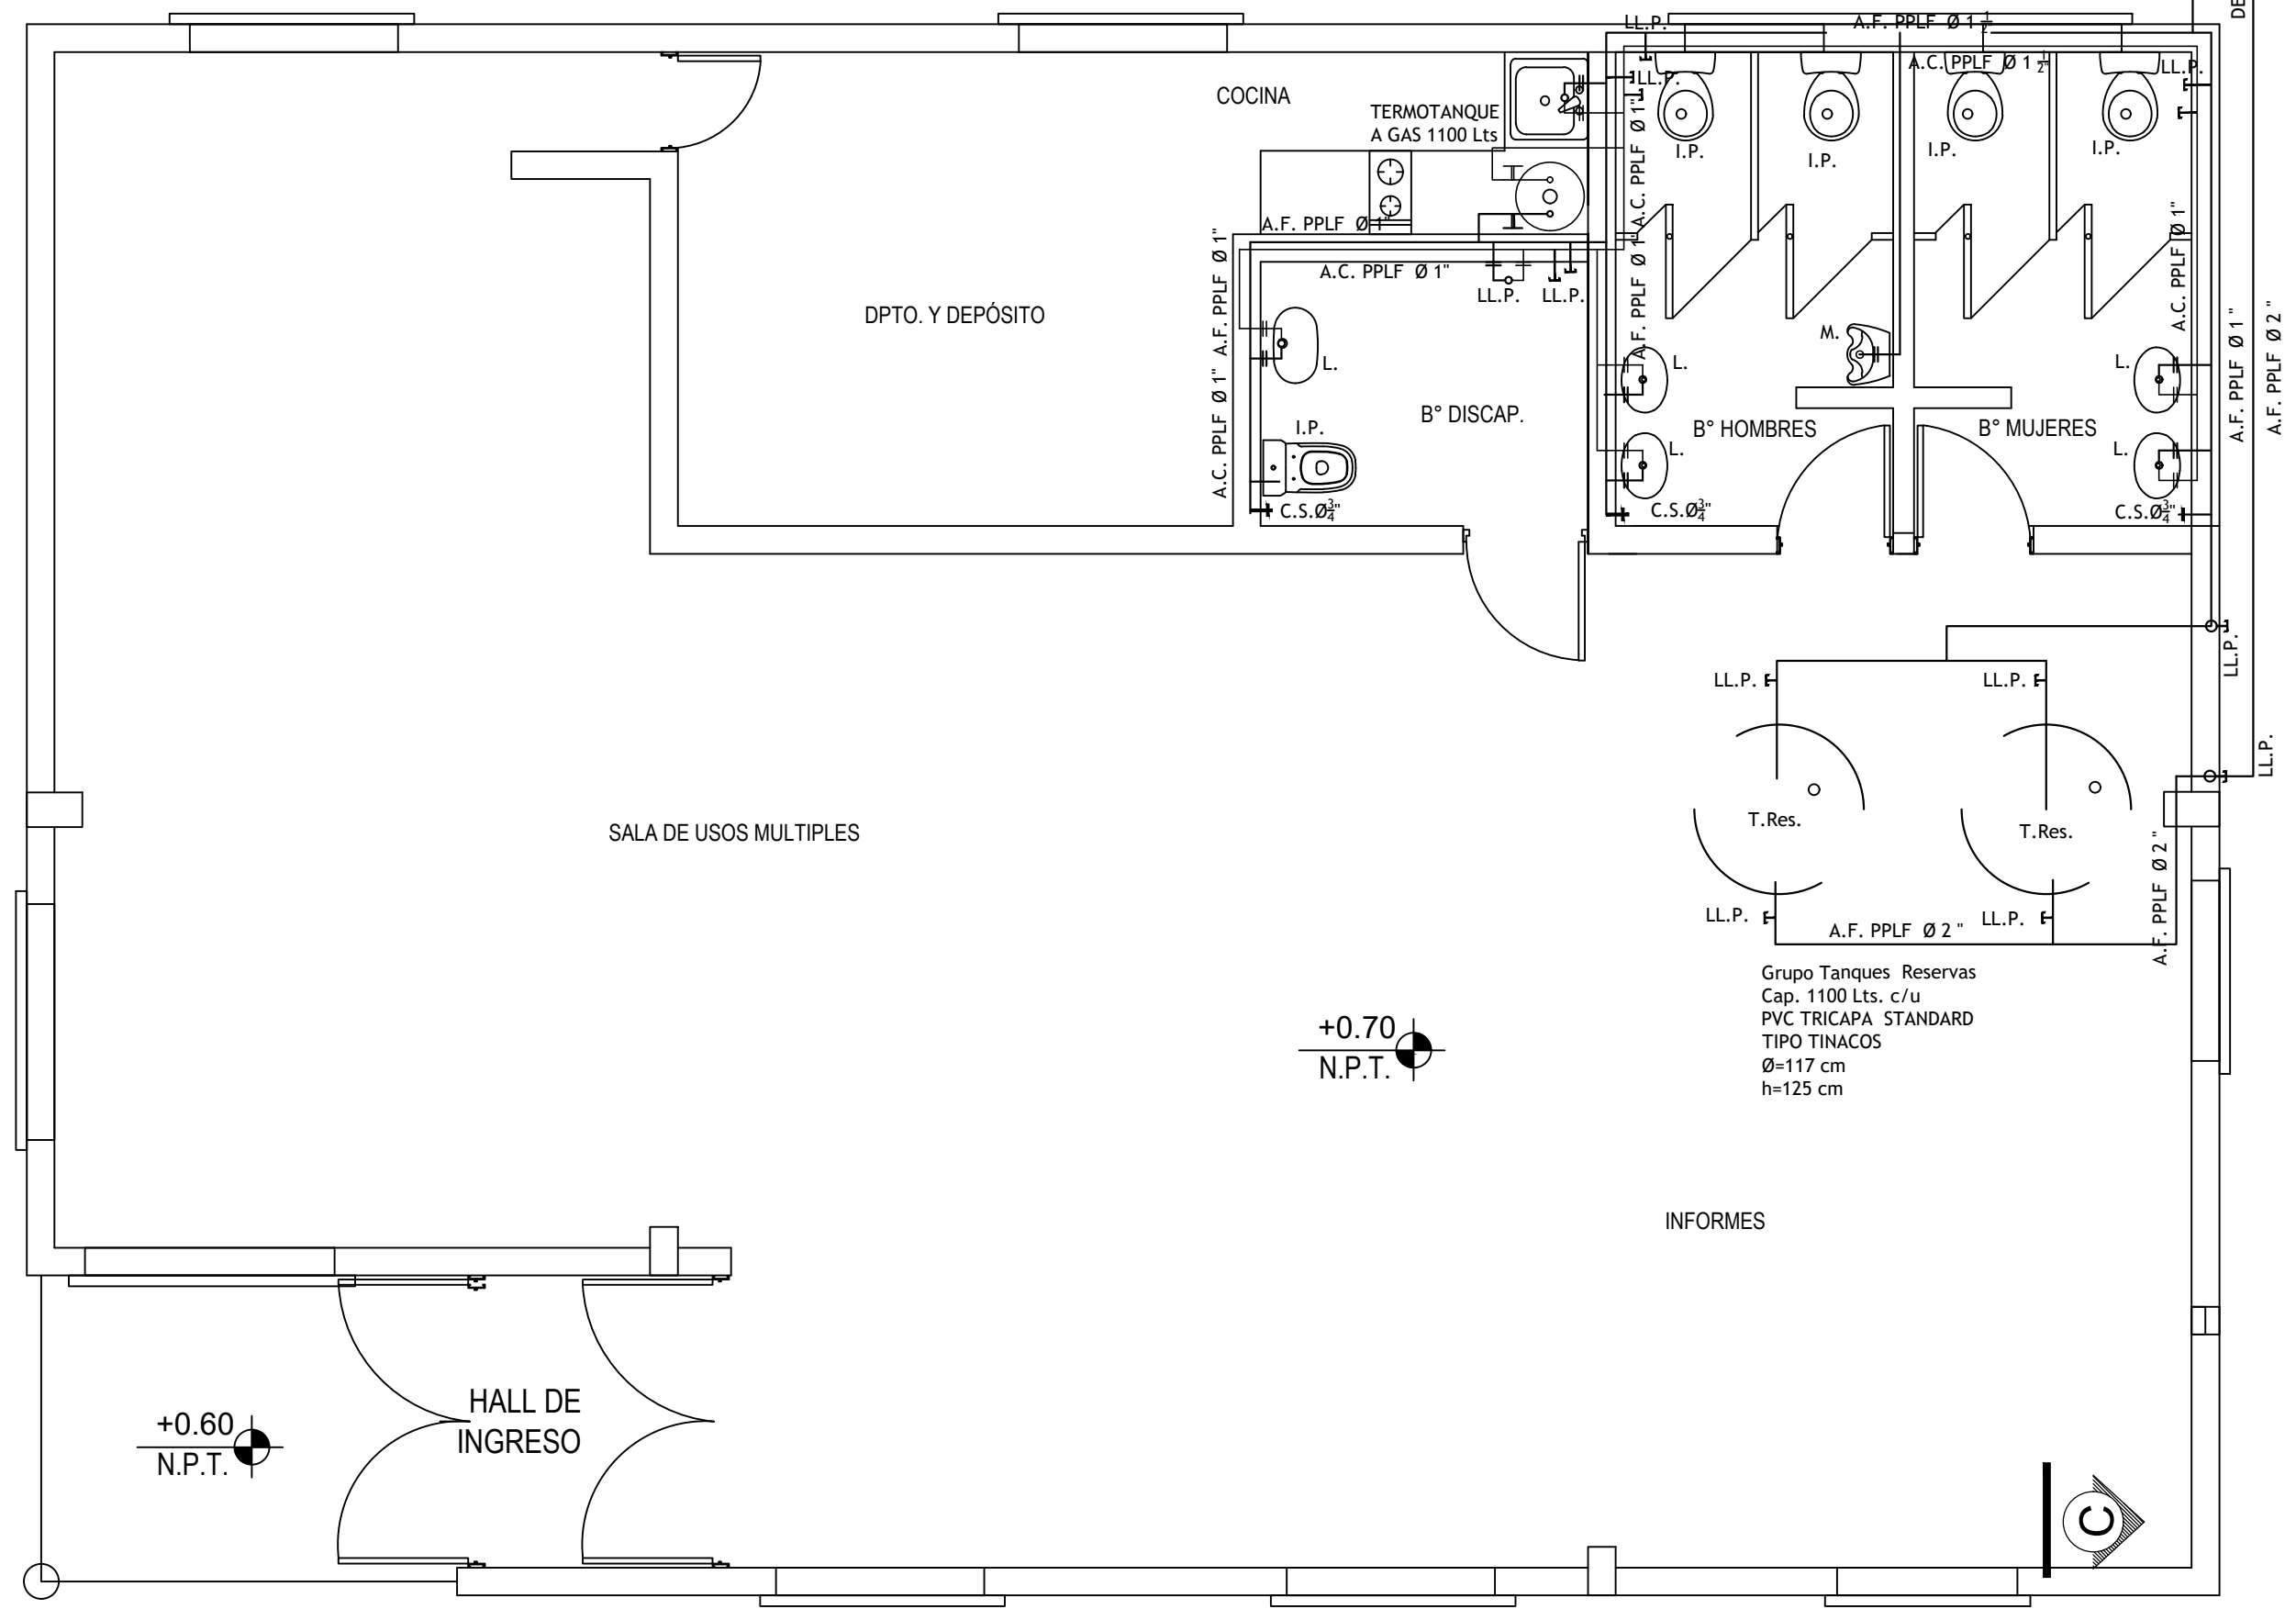 DE
LL.P.
A.F. PPLF Ø 1 1/2"
A.C. PPLF Ø 1 1/2"
LL.P.
LL.P.
COCINA
TERMOTANQUE
A GAS 1100 Lts
I.P.
I.P.
I.P.
I.P.
A.C. PPLF Ø 1"
A.F. PPLF Ø 1"
A.F. PPLF Ø 1"
A.C. PPLF Ø 1"
LL.P.
LL.P.
A.F. PPLF Ø 1"
A.C. PPLF Ø 1"
A.C. PPLF Ø 1"
A.F. PPLF Ø 1"
A.F. PPLF Ø 2"
DPTO. Y DEPÓSITO
M.
L.
L.
L.
B° DISCAP.
B° HOMBRES
B° MUJERES
I.P.
L.
L.
C.S.Ø3/4"
C.S.Ø3/4"
C.S.Ø3/4"
LL.P.
LL.P.
LL.P.
LL.P.
T.Res.
T.Res.
SALA DE USOS MULTIPLES
LL.P.
LL.P.
A.F. PPLF Ø 2"
A.F. PPLF Ø 2"
Grupo Tanques Reservas
Cap. 1100 Lts. c/u
PVC TRICAPA STANDARD
TIPO TINACOS
Ø=117 cm
h=125 cm
+0.70
N.P.T.
INFORMES
HALL DE
INGRESO
+0.60
N.P.T.
C